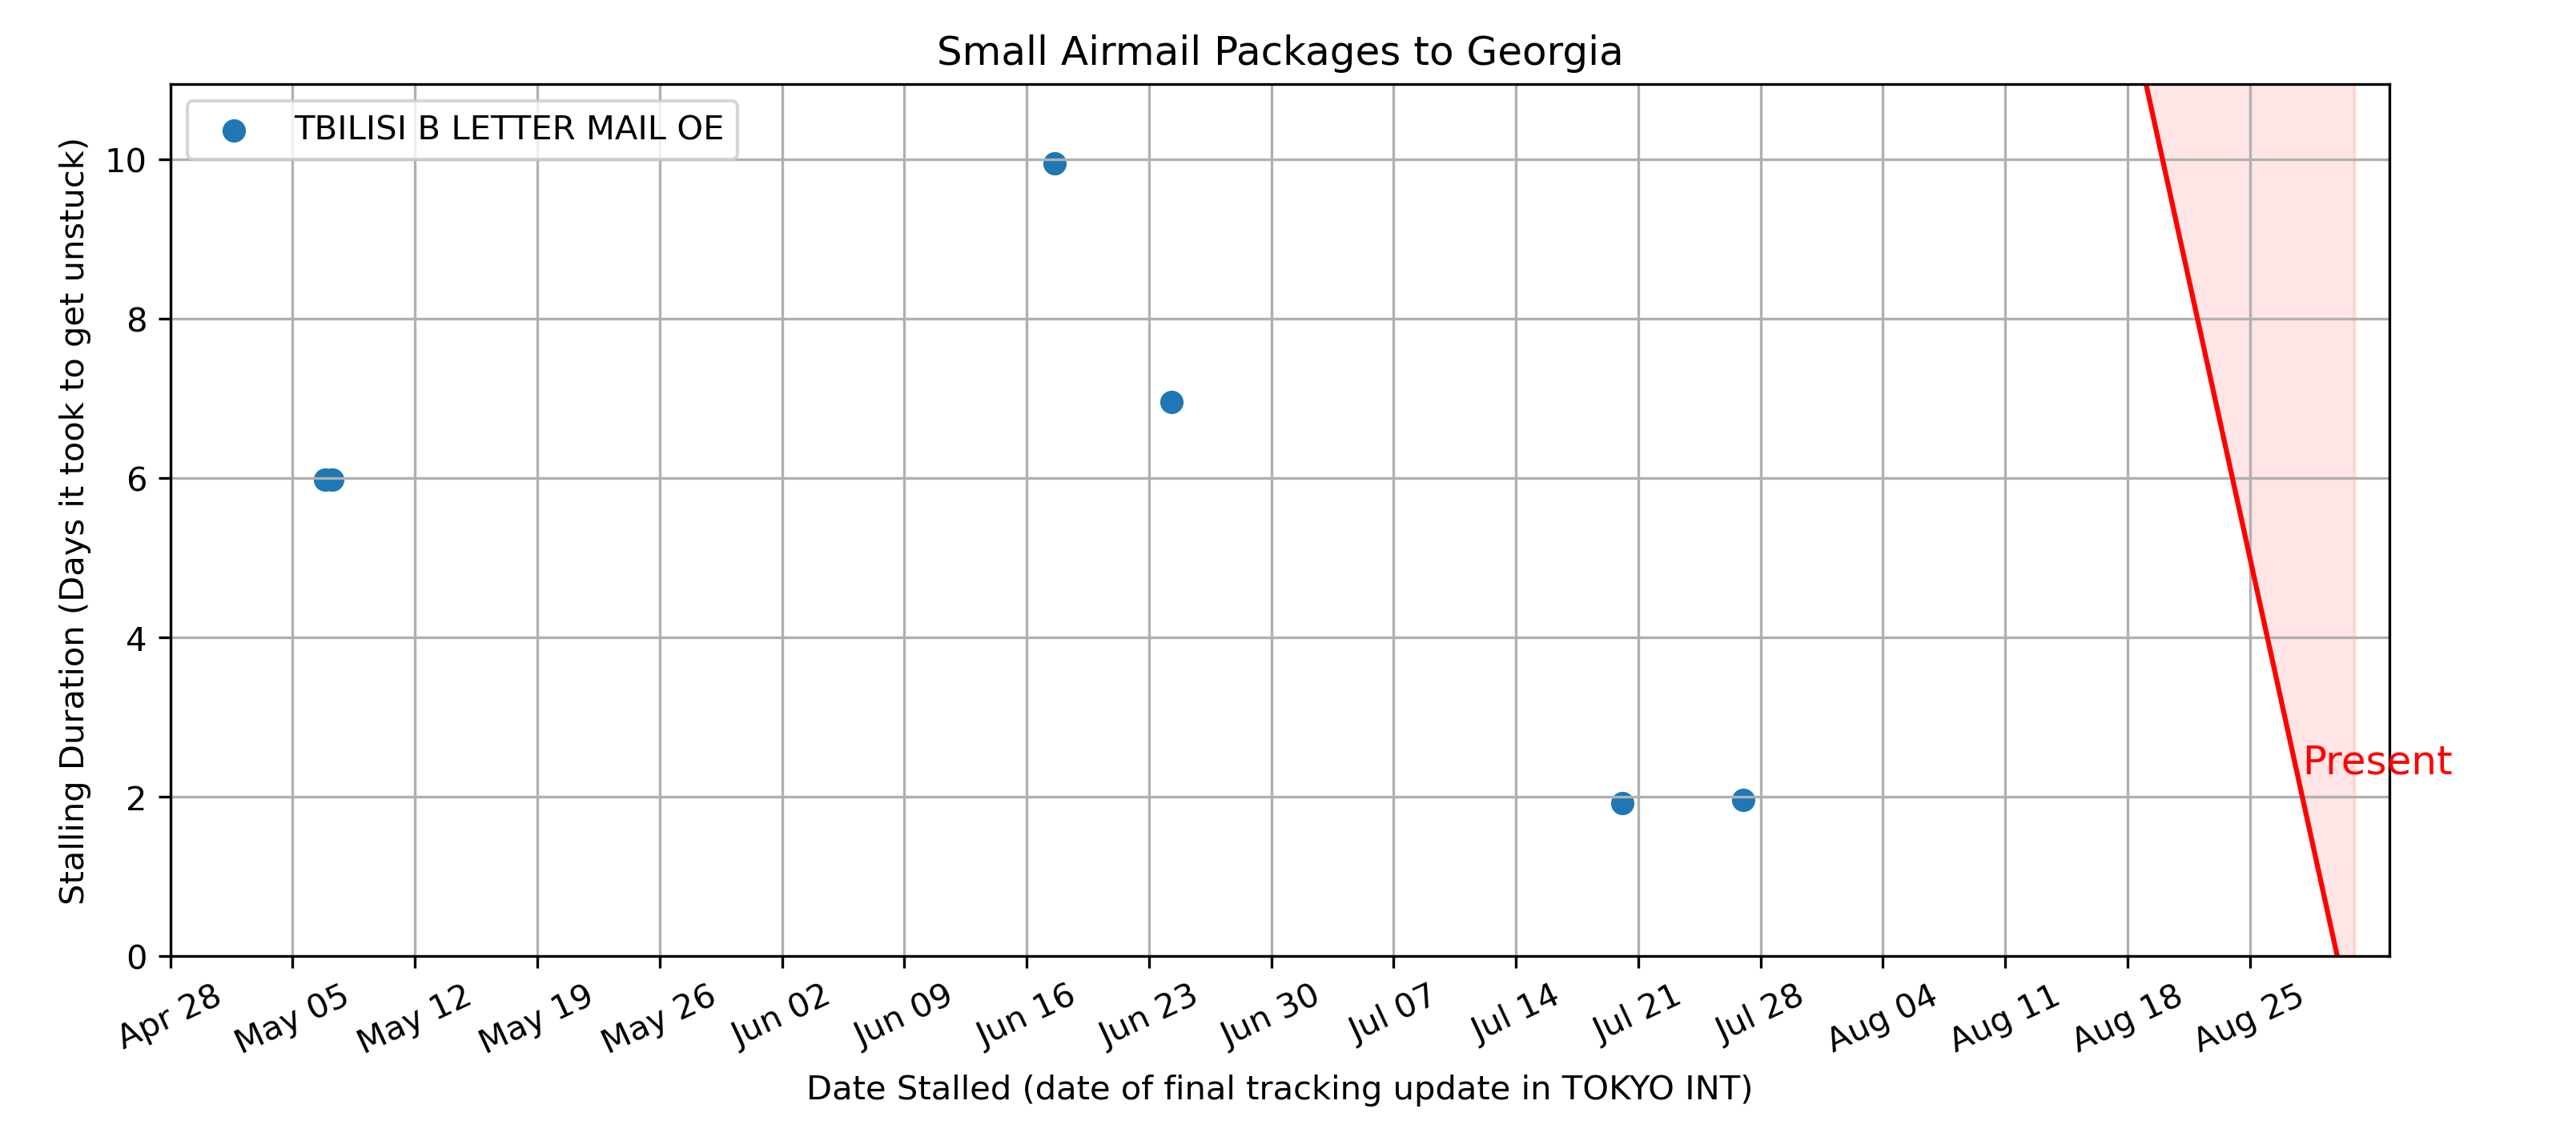 Small Airmail Packages to Georgia
TBILISI B LETTER MAIL OE
Stalling Duration (Days it took to get unstuck)
10
8
6
4
2
0
Present
Apr 28
May 05
May 12
May 19
May 26
Jun 02
Jun 09
Jun 16
Jun 23
Jun 30
Jul 07
Jul 14
Jul 21
Jul 28
Aug 04
Aug 11
Aug 18
Aug 25
Date Stalled (date of final tracking update in TOKYO INT)